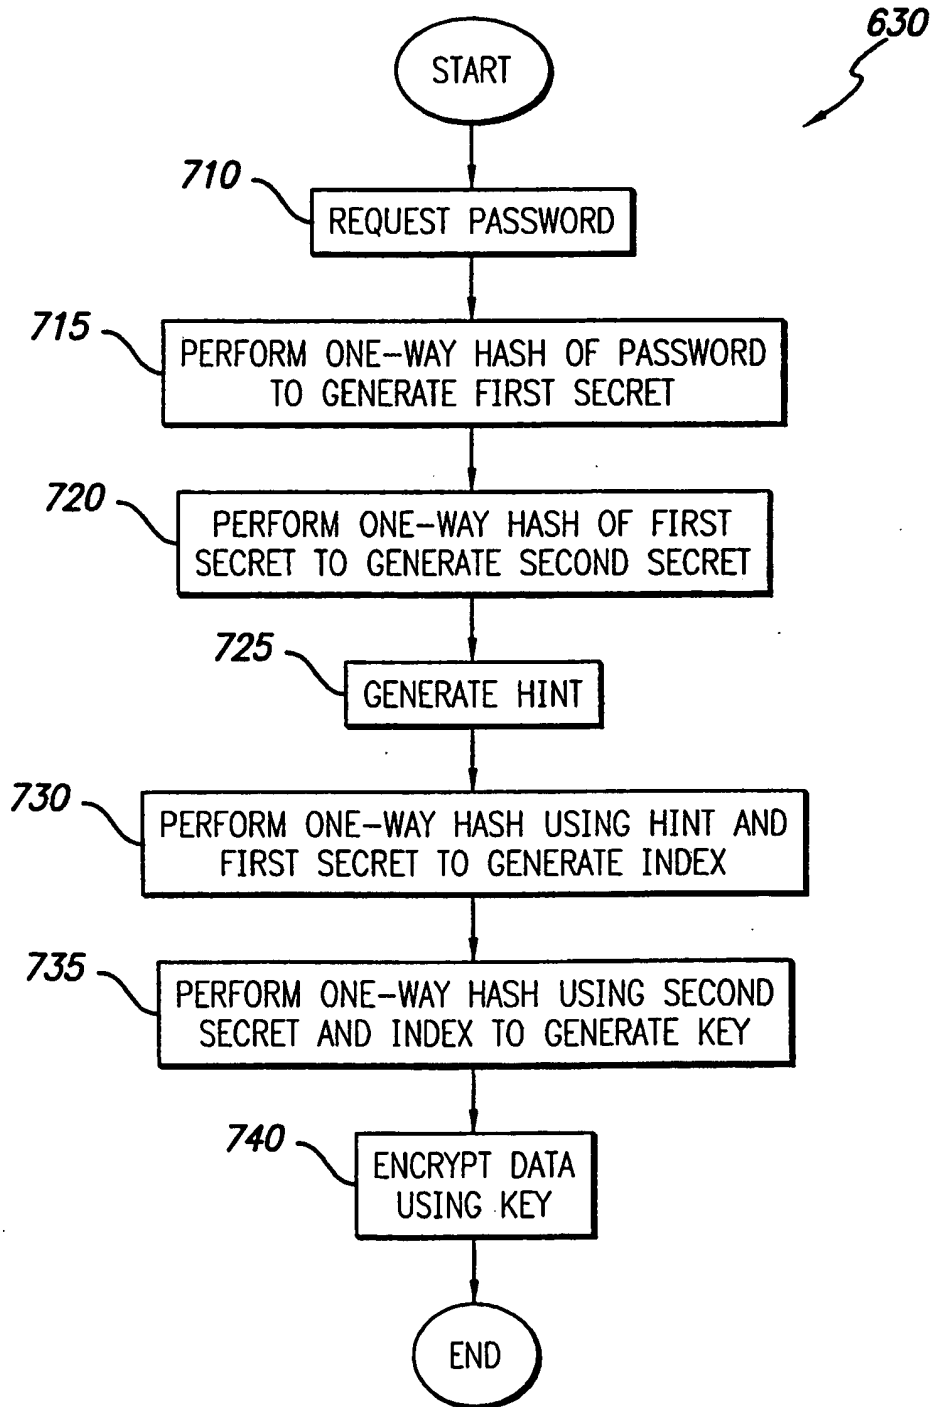 630
START
710
REQUEST PASSWORD
715
PERFORM ONE-WAY HASH OF PASSWORD
TO GENERATE FIRST SECRET
720
PERFORM ONE-WAY HASH OF FIRST
SECRET TO GENERATE SECOND SECRET
725
GENERATE HINT
730
PERFORM ONE-WAY HASH USING HINT AND
FIRST SECRET TO GENERATE INDEX
735
PERFORM ONE-WAY HASH USING SECOND
SECRET AND INDEX TO GENERATE KEY
740
ENCRYPT DATA
USING KEY
END